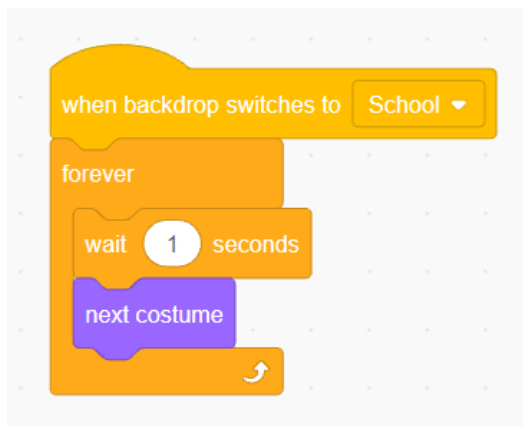 when backdrop switches to School
forever
wait 1 seconds
next costume